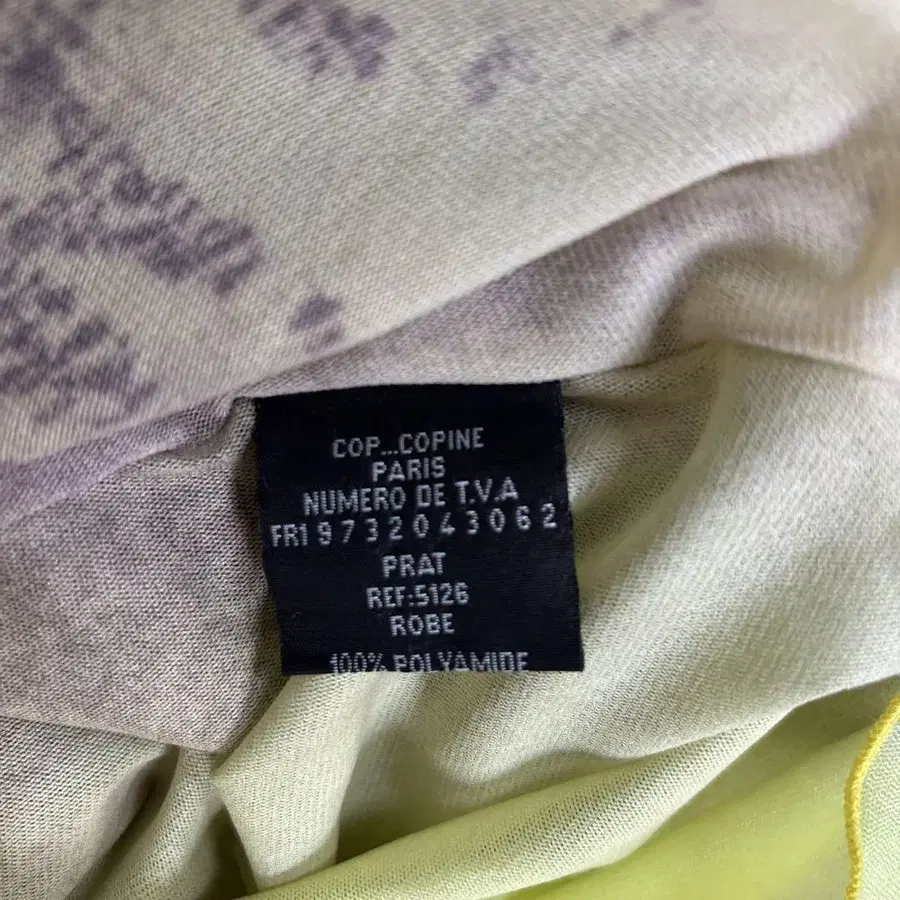 COP...COPINE
PARIS
NUMERO DE T.V.A
FR19732043062
PRAT
REF:5126
ROBE
100% POLYAMIDE